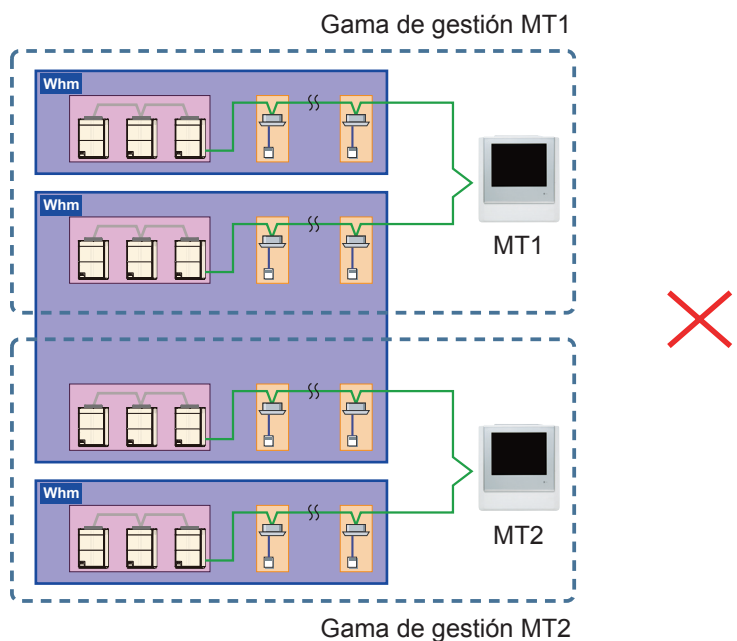 Gama de gestión MT1
Whm
Whm
MT1
Whm
MT2
Gama de gestión MT2